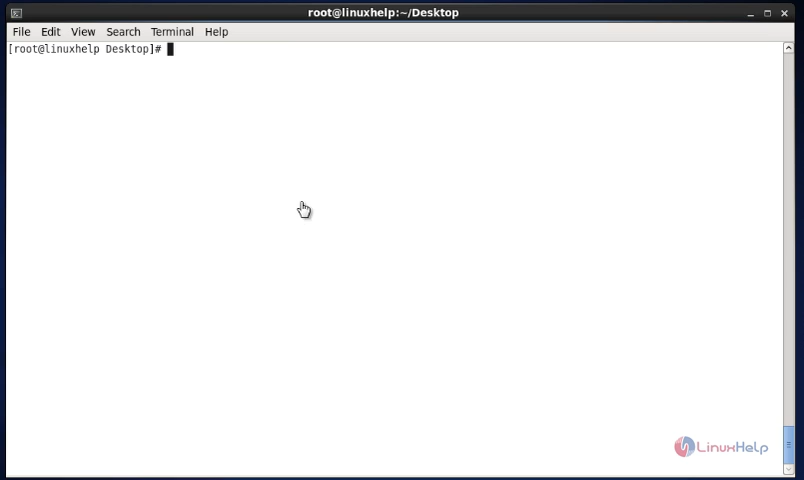 root@linuxhelp:~/Desktop
File Edit View Search Terminal Help
[root@linuxhelp Desktop]#
LinuxHelp